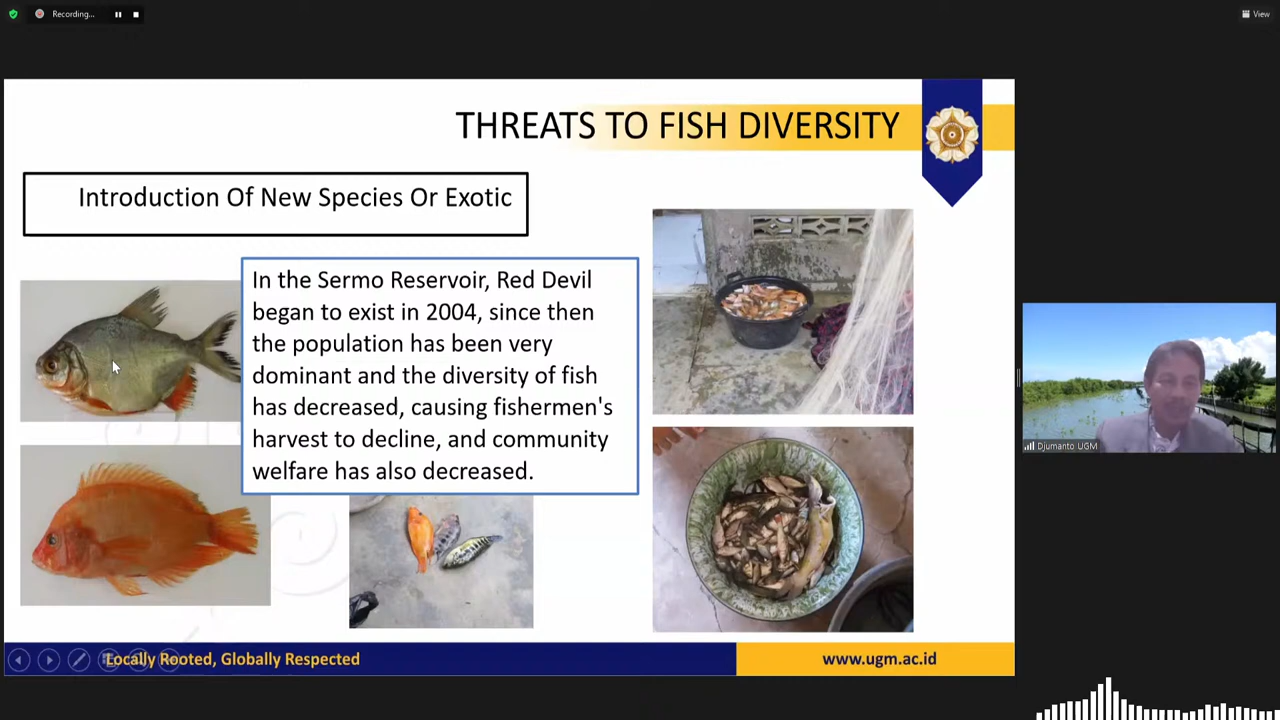 Recording...
View
THREATS TO FISH DIVERSITY
Introduction Of New Species Or Exotic
In the Sermo Reservoir, Red Devil
began to exist in 2004, since then
the population has been very
dominant and the diversity of fish
has decreased, causing fishermen's
harvest to decline, and community
welfare has also decreased.
Djumanto UGM
Locally Rooted, Globally Respected
www.ugm.ac.id